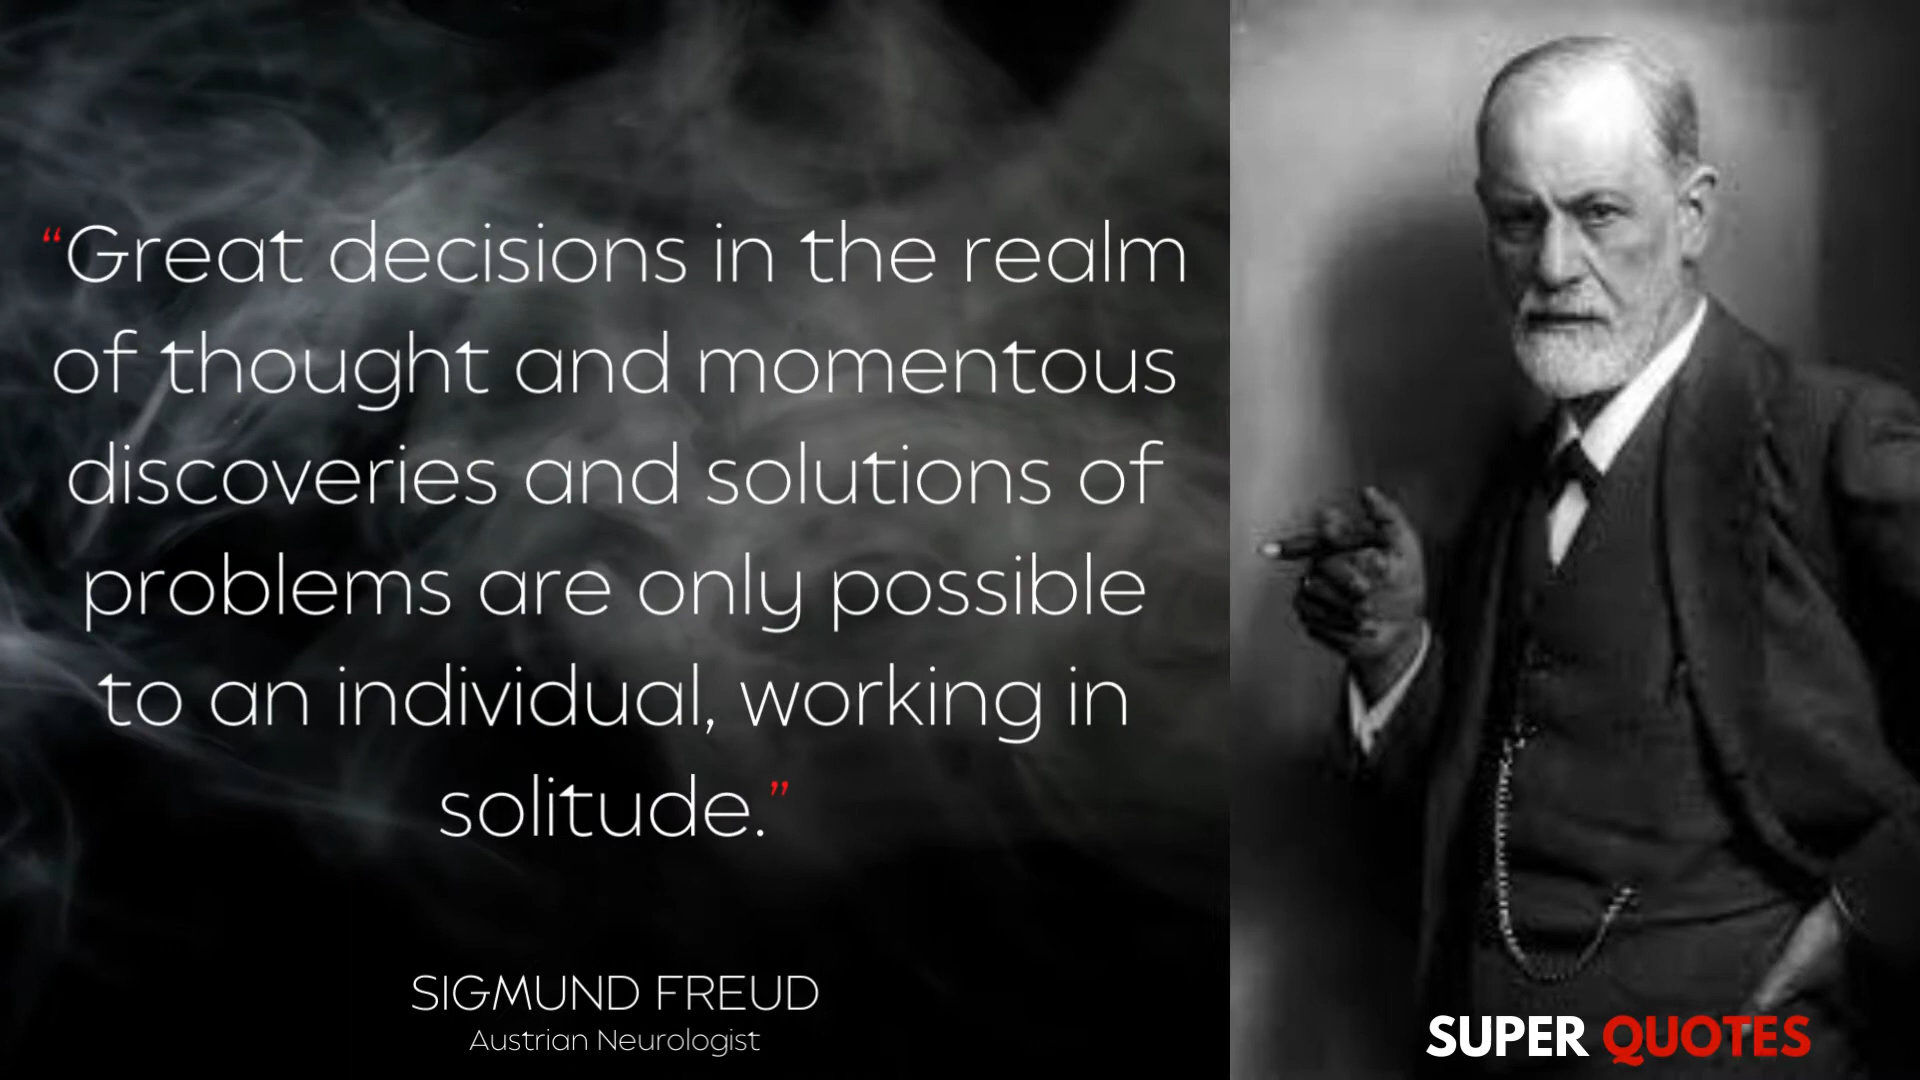 “Great decisions in the realm
of thought and momentous
discoveries and solutions of
problems are only possible
to an individual, working in
solitude.”
SIGMUND FREUD
Austrian Neurologist
SUPER QUOTES